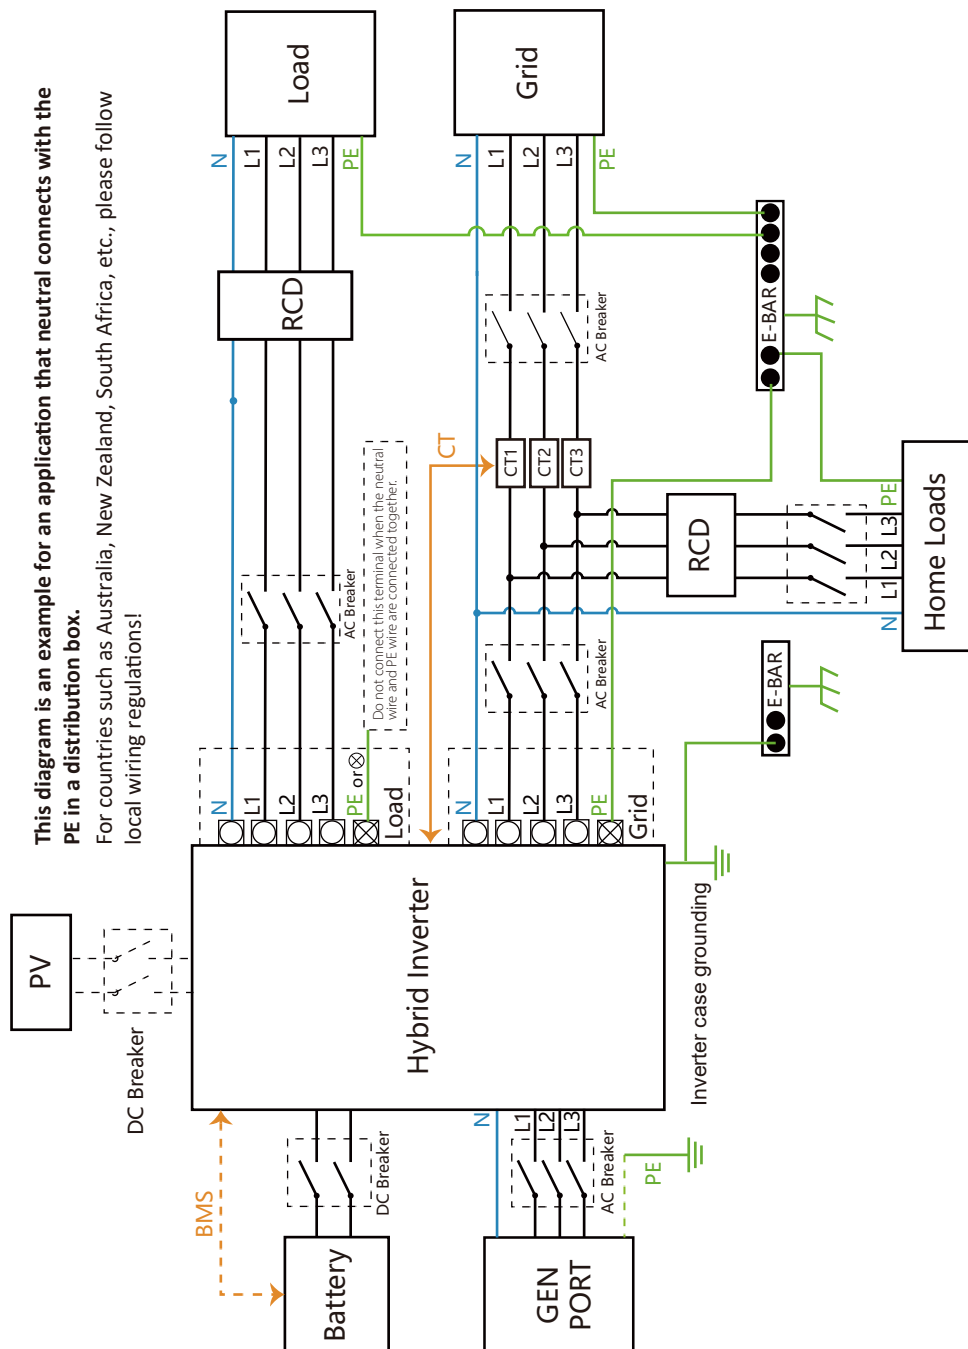 This diagram is an example for an application that neutral connects with the
PE in a distribution box.
For countries such as Australia, New Zealand, South Africa, etc., please follow
local wiring regulations!
PV
DC Breaker
BMS
Battery
DC Breaker
Hybrid Inverter
N
L1
L2
L3
PE or
Load
AC Breaker
Do not connect this terminal when the neutral
wire and PE wire are connected together.
RCD
N
L1
L2
L3
PE
Load
CT
N
L1
L2
L3
PE
Grid
AC Breaker
CT1
CT2
CT3
AC Breaker
N
L1
L2
L3
PE
Grid
GEN
PORT
N
L1
L2
L3
AC Breaker
PE
Inverter case grounding
E-BAR
RCD
N
L1
L2
L3
PE
Home Loads
E-BAR